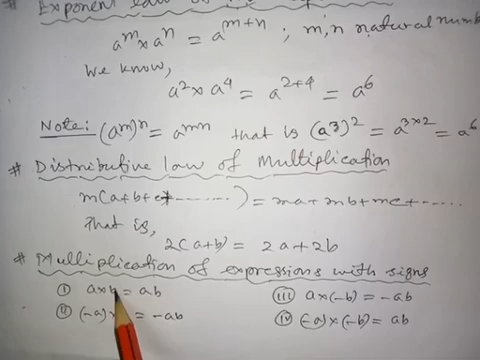 # Exponent law of
a^m × a^n = a^(m+n) ; m, n natural num
We know,
a^2 × a^4 = a^(2+4) = a^6
Note: (a^m)^n = a^(mn) that is (a^3)^2 = a^(3×2) = a^6
# Distributive law of Multiplication
m(a+b+c+.......) = ma+mb+mc+.....
That is,
2(a+b) = 2a+2b
# Multiplication of expressions with signs
(i) a×b = ab
(iii) a×(-b) = -ab
(ii) (-a)× = -ab
(iv) (-a)×(-b) = ab